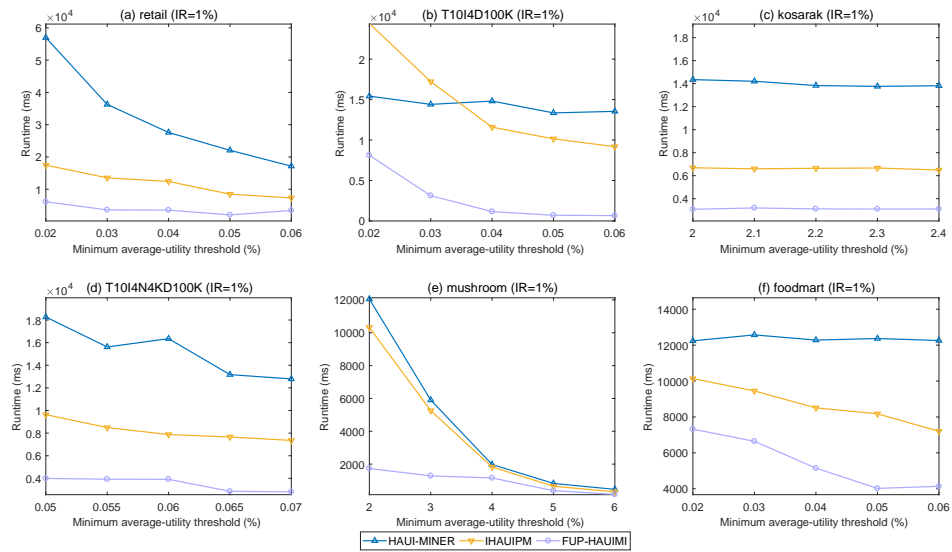 (a) retail (IR=1%)
×10⁴
6
5
4
3
2
1
Runtime (ms)
0.02 0.03 0.04 0.05 0.06
Minimum average-utility threshold (%)
(b) T10I4D100K (IR=1%)
×10⁴
2
1.5
1
0.5
0
Runtime (ms)
0.02 0.03 0.04 0.05 0.06
Minimum average-utility threshold (%)
(c) kosarak (IR=1%)
×10⁴
1.8
1.6
1.4
1.2
1
0.8
0.6
0.4
Runtime (ms)
2 2.1 2.2 2.3 2.4
Minimum average-utility threshold (%)
(d) T10I4N4KD100K (IR=1%)
×10⁴
1.8
1.6
1.4
1.2
1
0.8
0.6
0.4
Runtime (ms)
0.05 0.055 0.06 0.065 0.07
Minimum average-utility threshold (%)
(e) mushroom (IR=1%)
12000
10000
8000
6000
4000
2000
Runtime (ms)
2 3 4 5 6
Minimum average-utility threshold (%)
(f) foodmart (IR=1%)
14000
12000
10000
8000
6000
4000
Runtime (ms)
0.02 0.03 0.04 0.05 0.06
Minimum average-utility threshold (%)
HAUI-MINER IHAUIPM FUP-HAUIMI